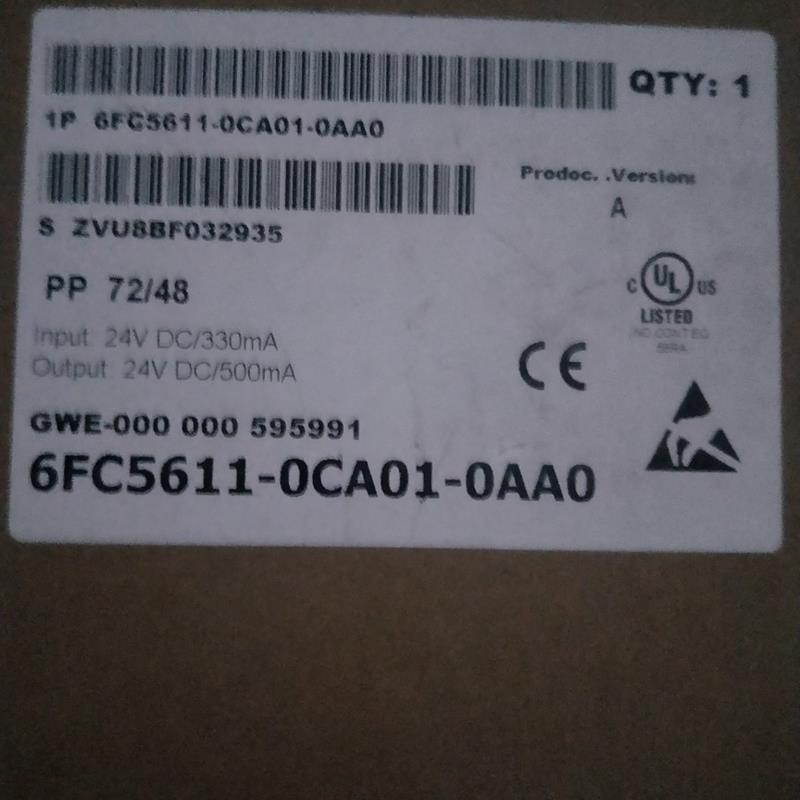 QTY: 1
1P 6FC5611-0CA01-0AA0
Prodoc. .Version:
A
S ZVU8BF032935
PP 72/48
C UL US
LISTED
Input 24V DC/330mA
Output 24V DC/500mA
CE
GWE-000 000 595991
6FC5611-0CA01-0AA0